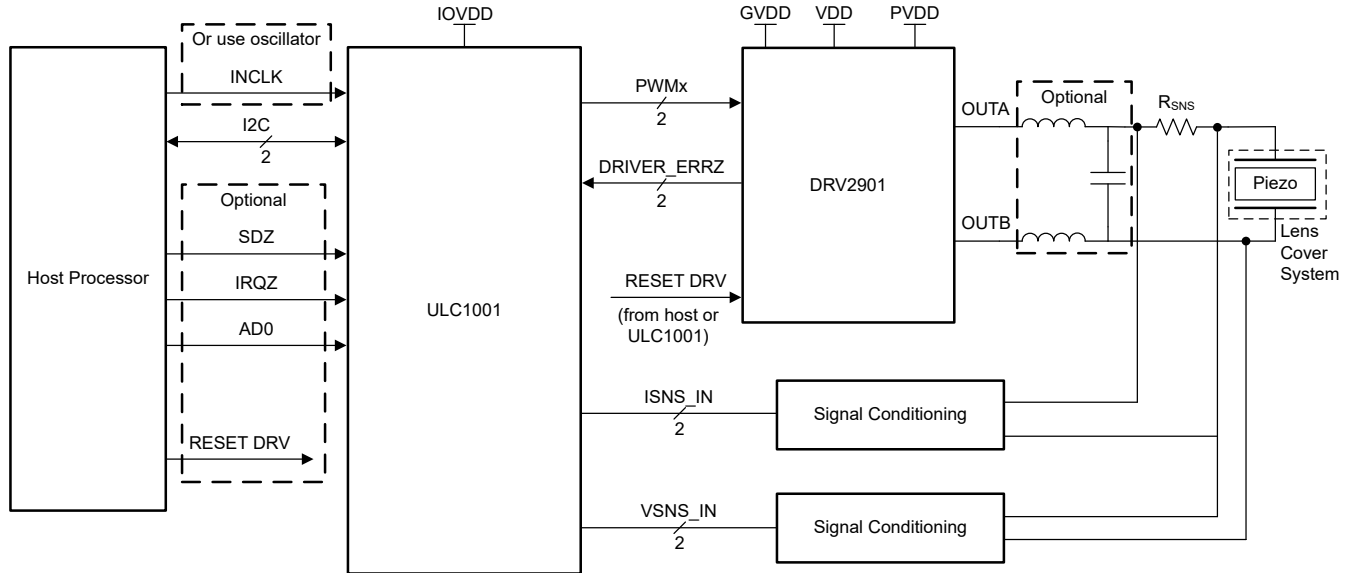 IOVDD
GVDD
VDD
PVDD
Or use oscillator
INCLK
I2C
2
Optional
SDZ
IRQZ
AD0
RESET DRV
Host Processor
ULC1001
PWMx
2
DRIVER_ERRZ
2
RESET DRV
(from host or
ULC1001)
DRV2901
OUTA
OUTB
Optional
RSNS
Piezo
Lens
Cover
System
ISNS_IN
2
Signal Conditioning
VSNS_IN
2
Signal Conditioning